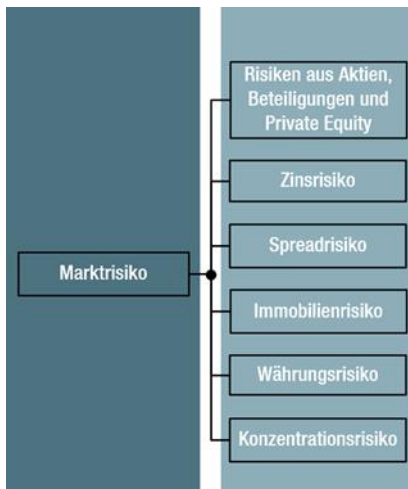 Risiken aus Aktien,
Beteiligungen und
Private Equity
Zinsrisiko
Spreadrisiko
Marktrisiko
Immobilienrisiko
Währungsrisiko
Konzentrationsrisiko